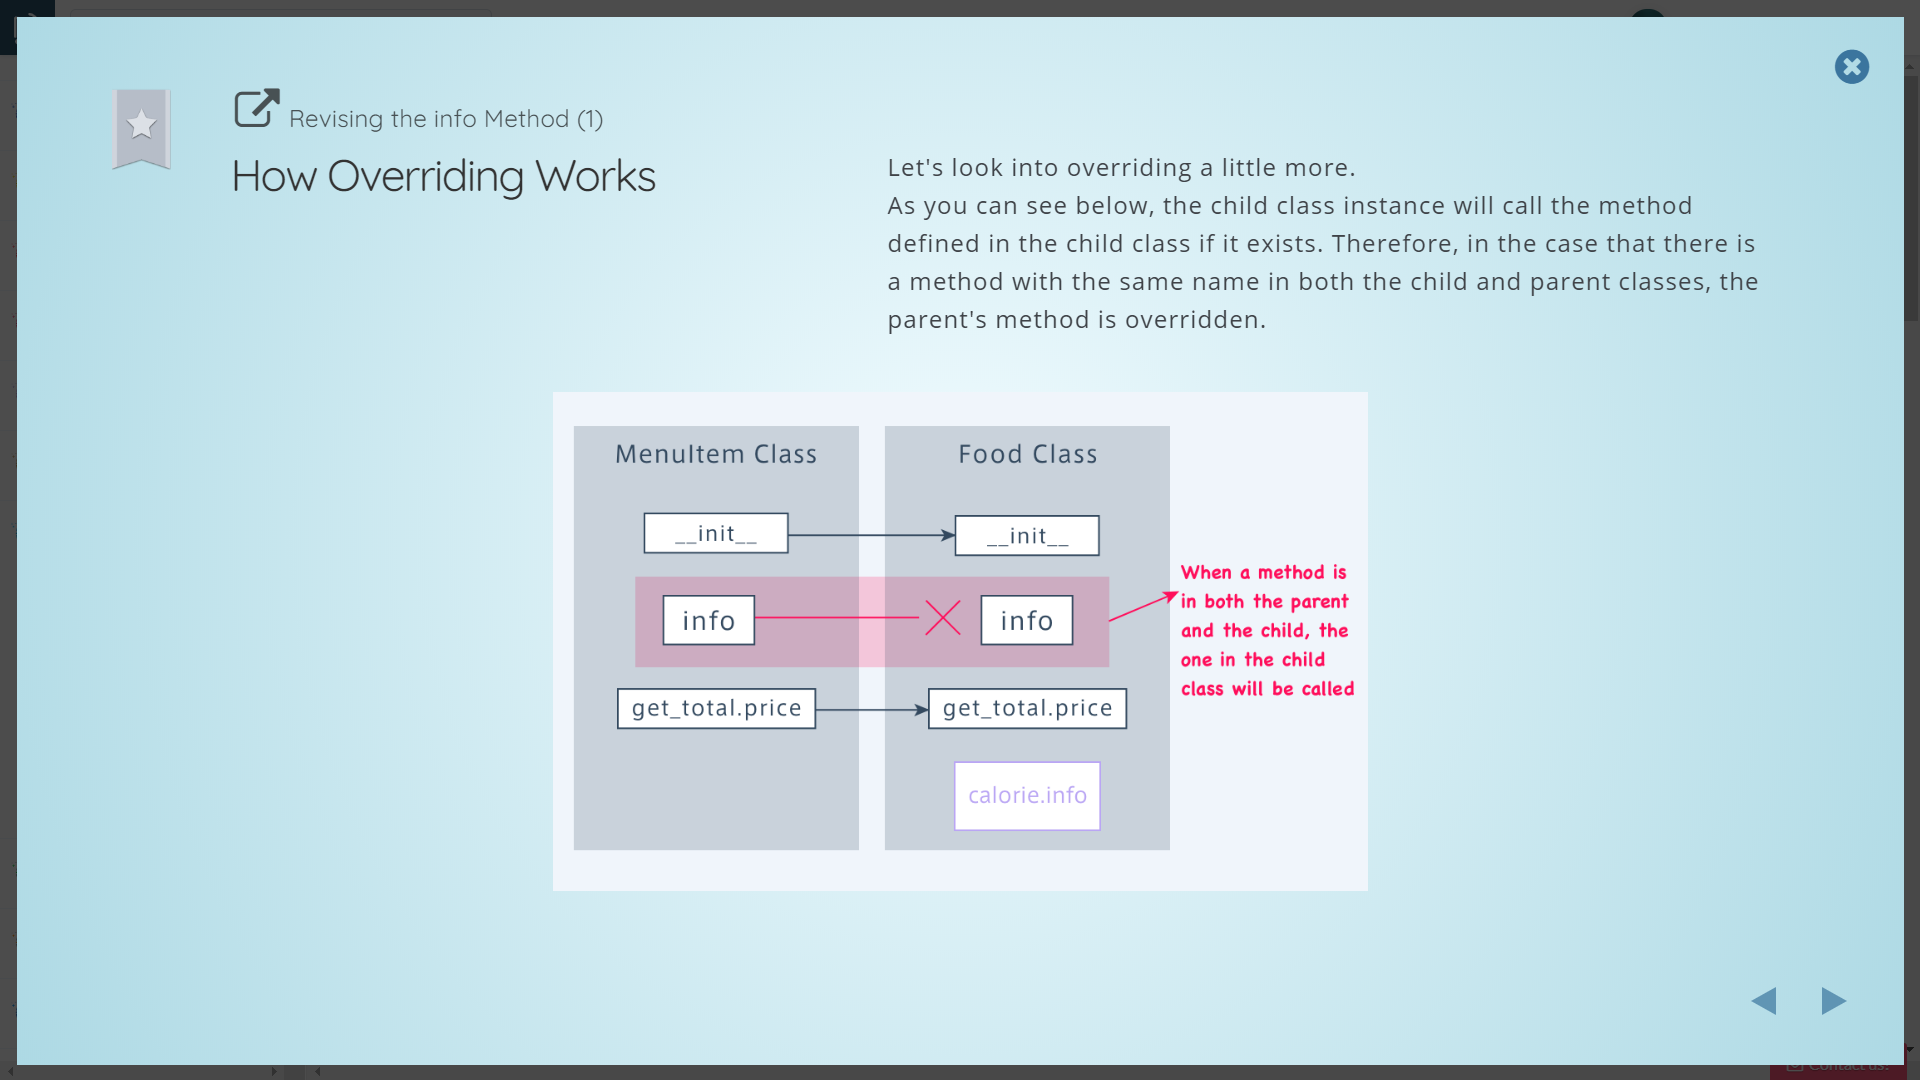 Revising the info Method (1)
How Overriding Works
Let's look into overriding a little more.
As you can see below, the child class instance will call the method
defined in the child class if it exists. Therefore, in the case that there is
a method with the same name in both the child and parent classes, the
parent's method is overridden.
MenuItem Class
__init__
info
get_total.price
Food Class
__init__
info
get_total.price
calorie.info
When a method is
in both the parent
and the child, the
one in the child
class will be called
Contact us!